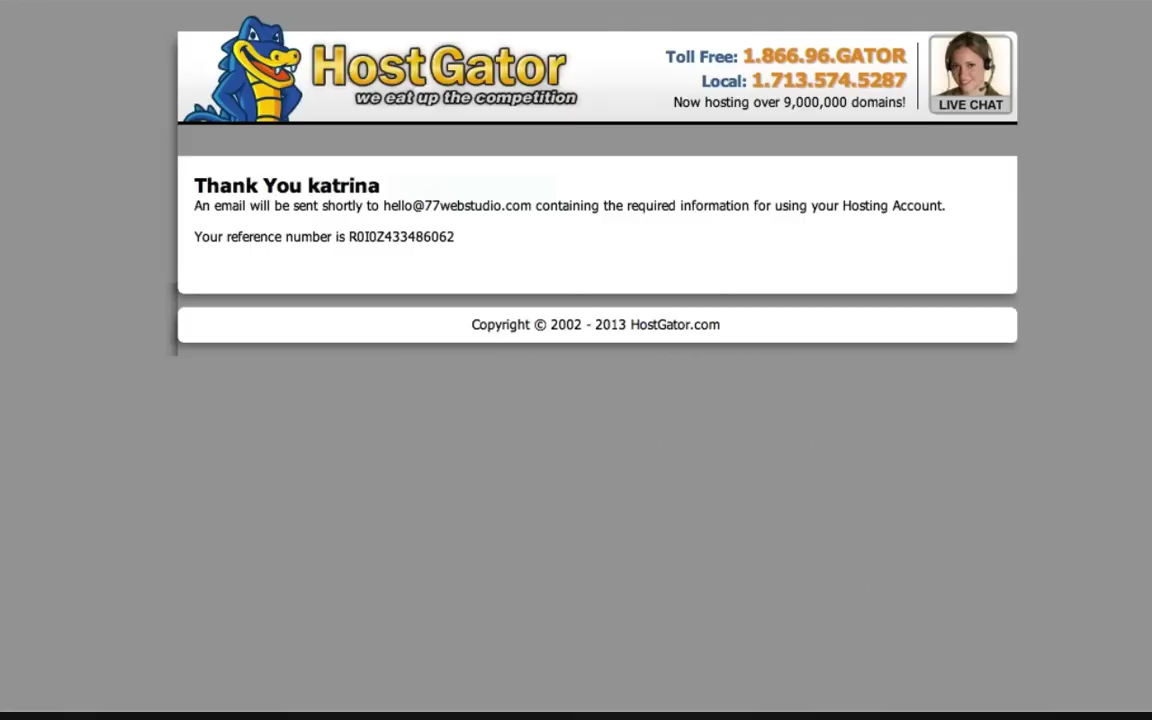 HostGator
we eat up the competition
Toll Free: 1.866.96.GATOR
Local: 1.713.574.5287
Now hosting over 9,000,000 domains!
LIVE CHAT
Thank You katrina
An email will be sent shortly to hello@77webstudio.com containing the required information for using your Hosting Account.
Your reference number is R0I0Z433486062
Copyright © 2002 - 2013 HostGator.com